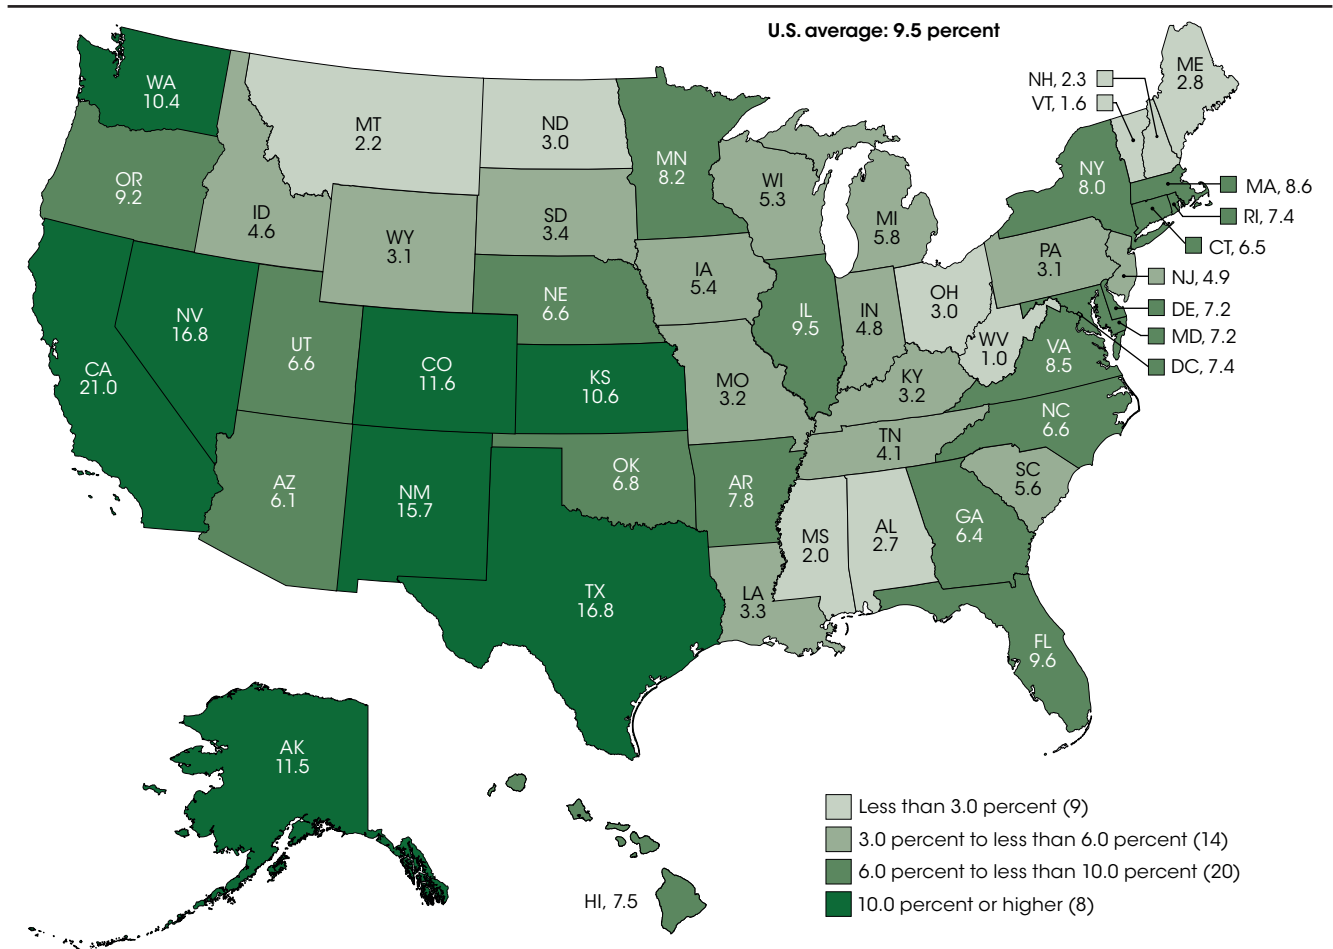 U.S. average: 9.5 percent
WA
10.4
OR
9.2
CA
21.0
NV
16.8
ID
4.6
MT
2.2
WY
3.1
UT
6.6
AZ
6.1
CO
11.6
NM
15.7
ND
3.0
SD
3.4
NE
6.6
KS
10.6
OK
6.8
TX
16.8
MN
8.2
IA
5.4
MO
3.2
AR
7.8
LA
3.3
WI
5.3
IL
9.5
MI
5.8
IN
4.8
OH
3.0
KY
3.2
TN
4.1
MS
2.0
AL
2.7
GA
6.4
FL
9.6
SC
5.6
NC
6.6
VA
8.5
WV
1.0
PA
3.1
NY
8.0
ME
2.8
NH, 2.3
VT, 1.6
MA, 8.6
RI, 7.4
CT, 6.5
NJ, 4.9
DE, 7.2
MD, 7.2
DC, 7.4
AK
11.5
HI, 7.5
Less than 3.0 percent (9)
3.0 percent to less than 6.0 percent (14)
6.0 percent to less than 10.0 percent (20)
10.0 percent or higher (8)